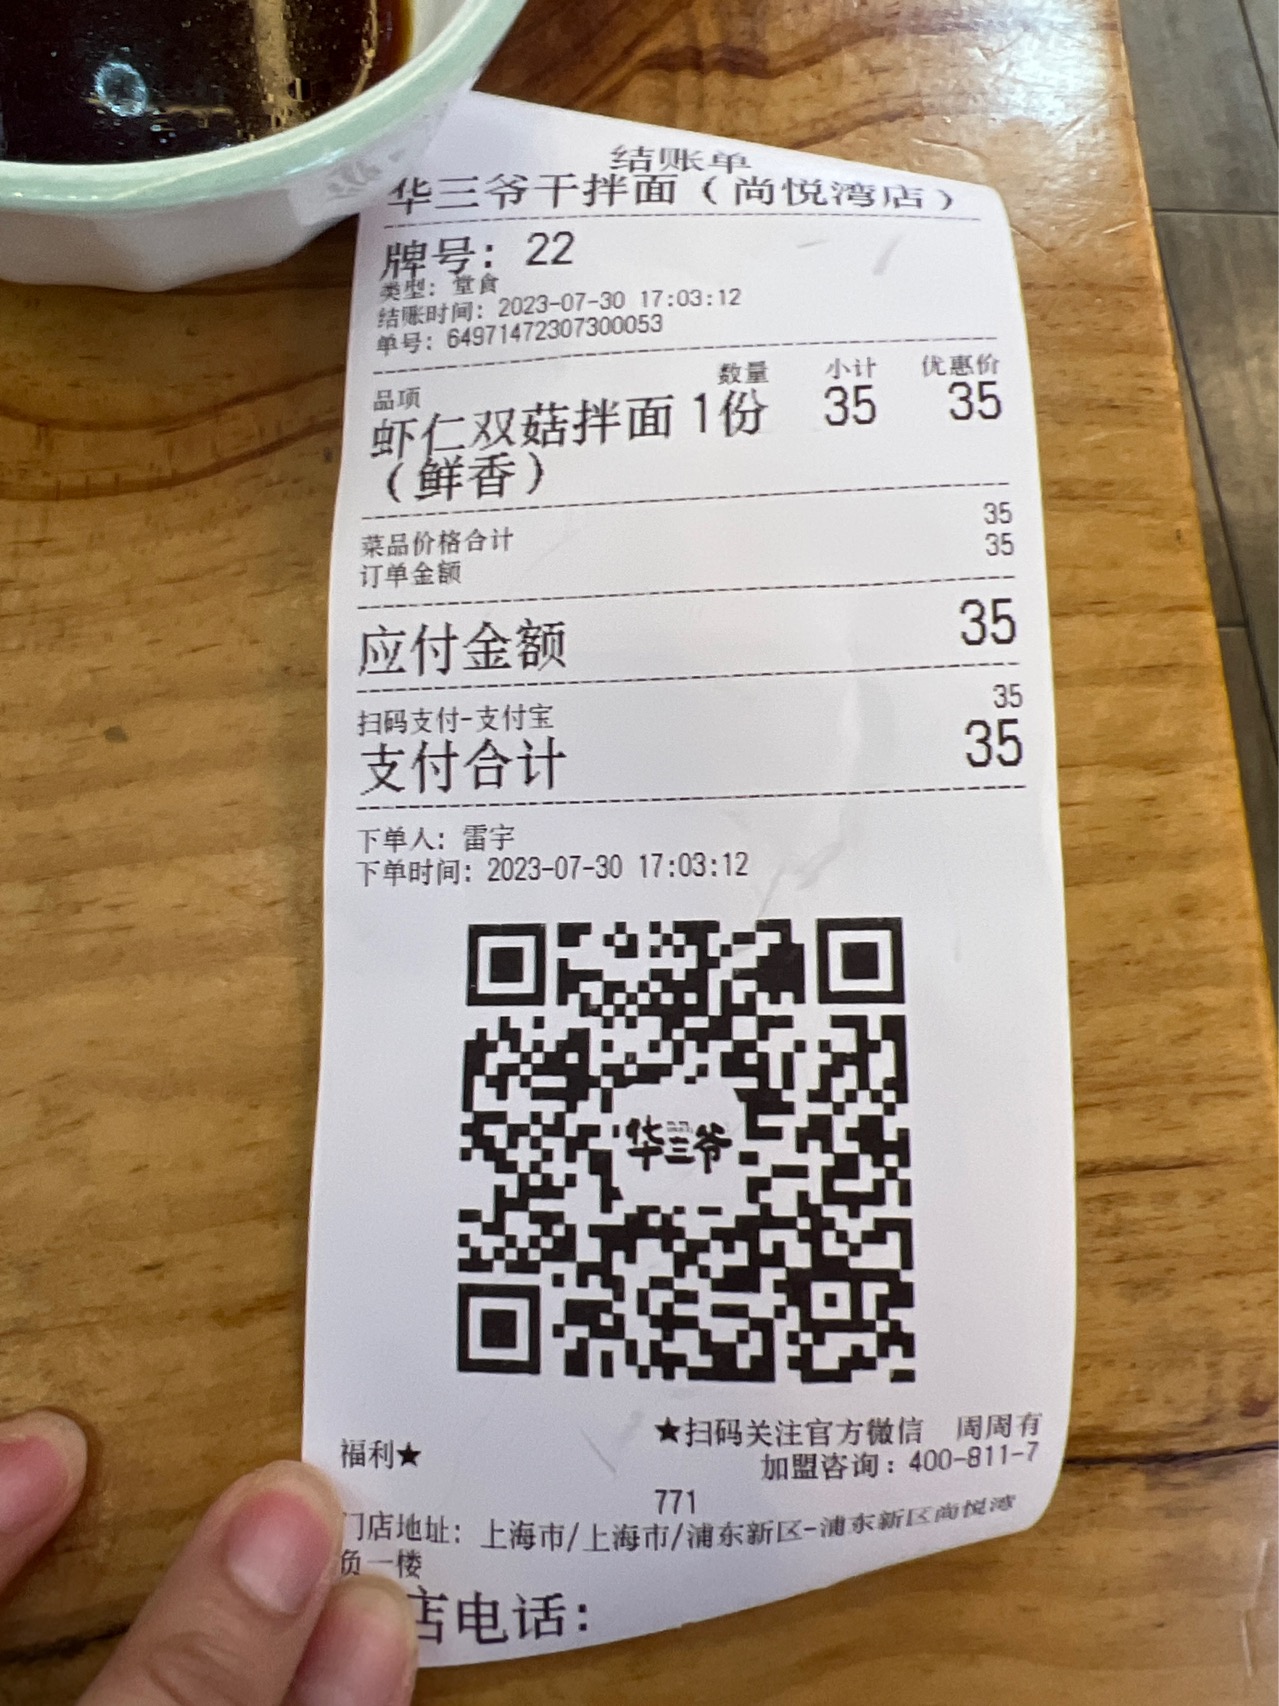 结账单
华三爷干拌面（尚悦湾店）
牌号：22
类型：堂食
结账时间：2023-07-30 17:03:12
单号：64971472307300053
品项 数量 小计 优惠价
虾仁双菇拌面 1份 35 35
（鲜香）
菜品价格合计 35
订单金额 35
应付金额 35
扫码支付-支付宝 35
支付合计 35
下单人：雷宇
下单时间：2023-07-30 17:03:12
华三爷
★扫码关注官方微信 周周有
福利★
加盟咨询：400-811-7
771
门店地址：上海市/上海市/浦东新区-浦东新区尚悦湾
负一楼
店电话：